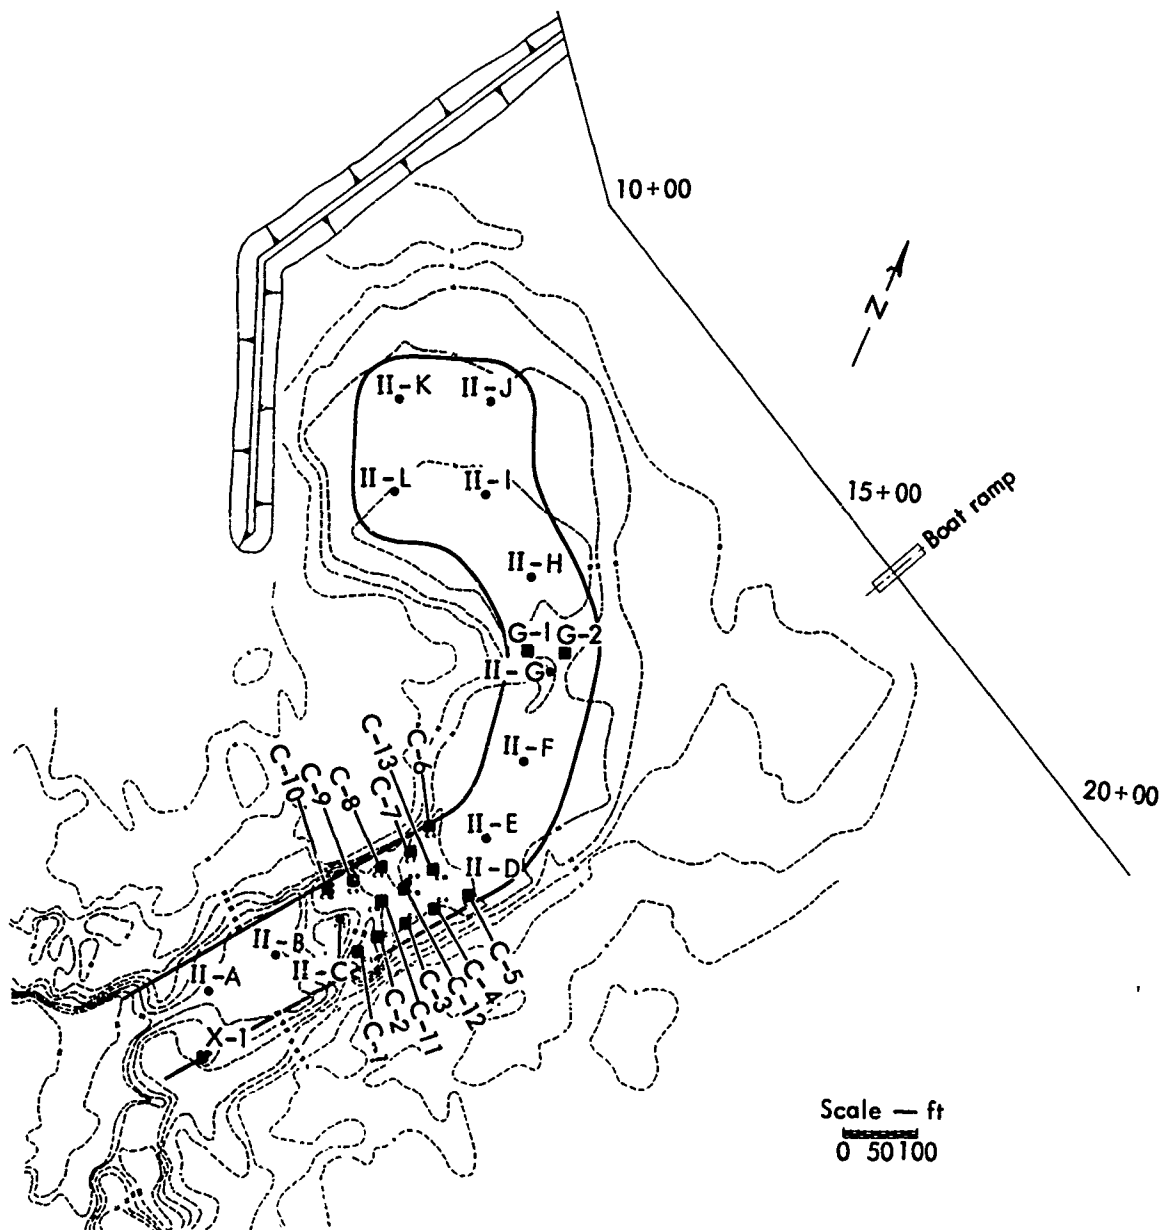 10+00
N
II-K
II-J
15+00
II-L
II-I
Boat ramp
II-H
G-1
G-2
II-G
C-6
C-13
C-7
C-8
C-9
C-10
II-F
20+00
II-E
II-D
II-B
II-C
II-A
C-5
C-4
C-12
C-3
C-11
C-2
C-1
X-1
Scale — ft
0 50 100